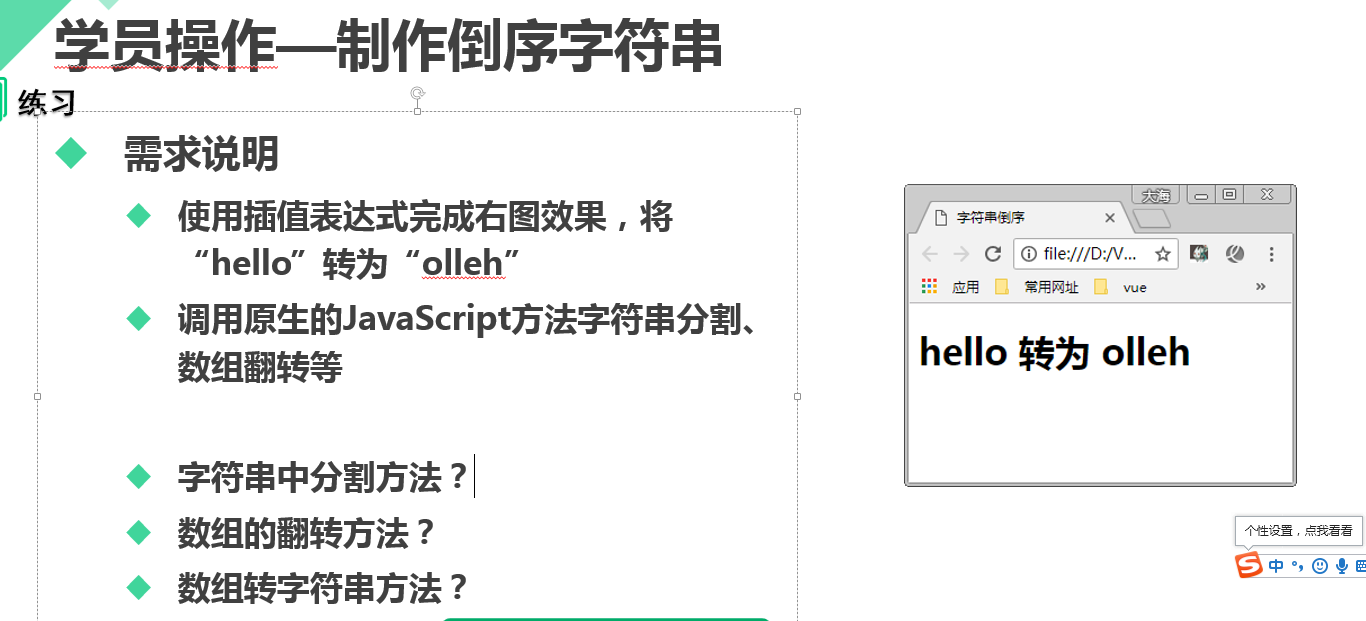 学员操作—制作倒序字符串
练习
需求说明
使用插值表达式完成右图效果，将
“hello”转为“olleh”
调用原生的JavaScript方法字符串分割、
数组翻转等
字符串中分割方法？
数组的翻转方法？
数组转字符串方法？
大海
字符串倒序
file:///D:/V...
应用 常用网址 vue »
hello 转为 olleh
个性设置，点我看看
S 中